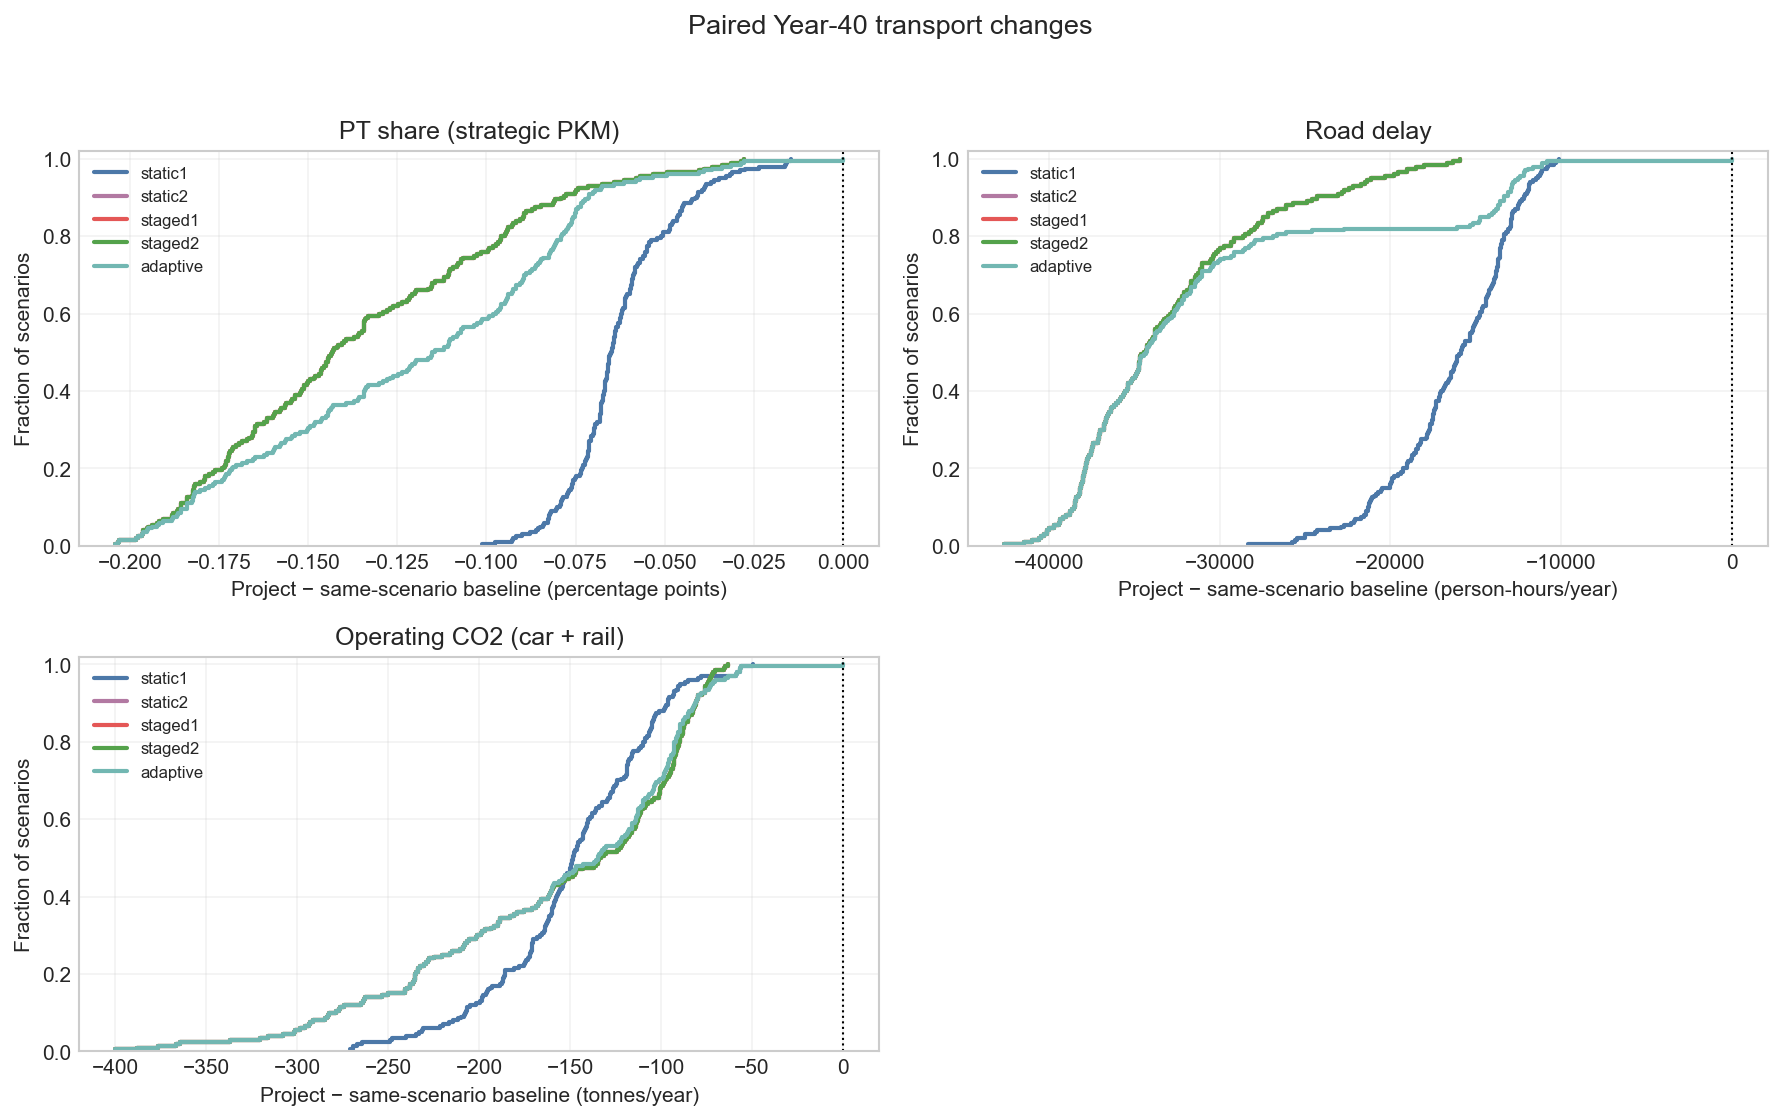 Paired Year-40 transport changes
PT share (strategic PKM)
1.0
0.8
0.6
0.4
0.2
0.0
Fraction of scenarios
static1
static2
staged1
staged2
adaptive
−0.200
−0.175
−0.150
−0.125
−0.100
−0.075
−0.050
−0.025
0.000
Project − same-scenario baseline (percentage points)
Road delay
1.0
0.8
0.6
0.4
0.2
0.0
Fraction of scenarios
static1
static2
staged1
staged2
adaptive
−40000
−30000
−20000
−10000
0
Project − same-scenario baseline (person-hours/year)
Operating CO2 (car + rail)
1.0
0.8
0.6
0.4
0.2
0.0
Fraction of scenarios
static1
static2
staged1
staged2
adaptive
−400
−350
−300
−250
−200
−150
−100
−50
0
Project − same-scenario baseline (tonnes/year)